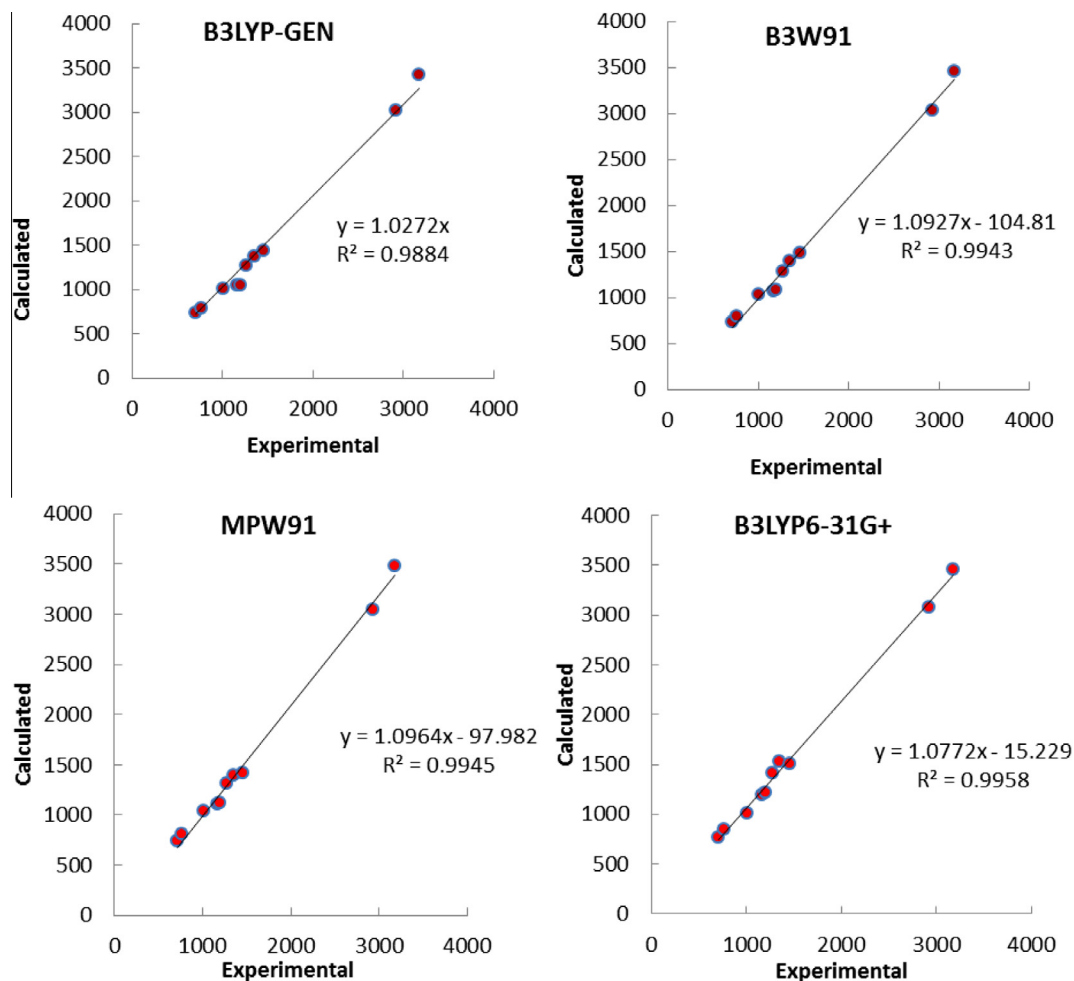 B3LYP-GEN
4000
3500
3000
2500
2000
1500
1000
500
0
0 1000 2000 3000 4000
Calculated
Experimental
y = 1.0272x
R² = 0.9884
B3W91
4000
3500
3000
2500
2000
1500
1000
500
0
0 1000 2000 3000 4000
Calculated
Experimental
y = 1.0927x - 104.81
R² = 0.9943
MPW91
4000
3500
3000
2500
2000
1500
1000
500
0
0 1000 2000 3000 4000
Calculated
Experimental
y = 1.0964x - 97.982
R² = 0.9945
B3LYP6-31G+
4000
3500
3000
2500
2000
1500
1000
500
0
0 1000 2000 3000 4000
Calculated
Experimental
y = 1.0772x - 15.229
R² = 0.9958